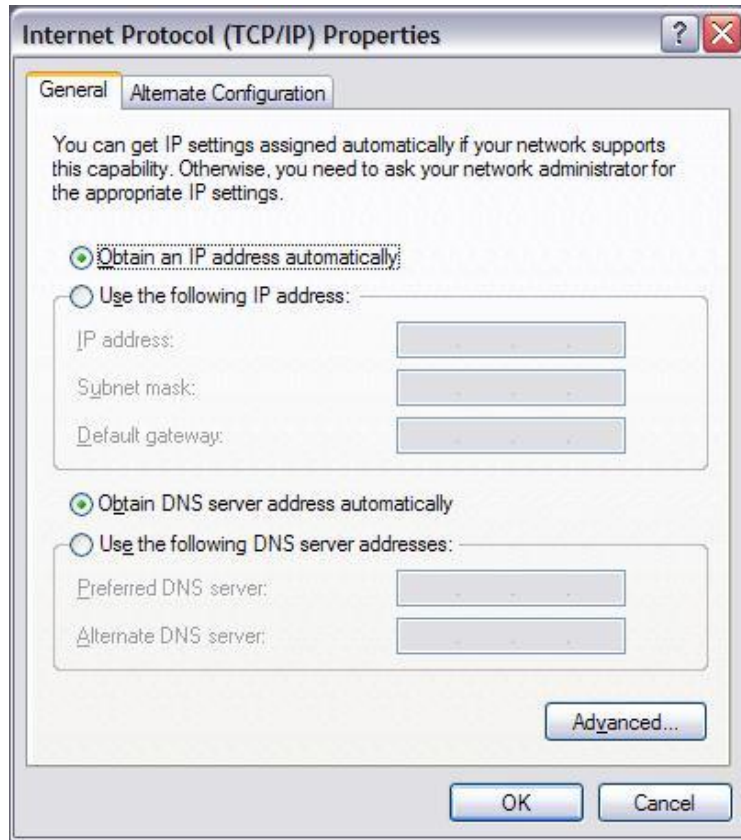 Internet Protocol (TCP/IP) Properties
General
Alternate Configuration
You can get IP settings assigned automatically if your network supports
this capability. Otherwise, you need to ask your network administrator for
the appropriate IP settings.
Obtain an IP address automatically
Use the following IP address:
IP address:
Subnet mask:
Default gateway:
Obtain DNS server address automatically
Use the following DNS server addresses:
Preferred DNS server:
Alternate DNS server:
Advanced...
OK
Cancel